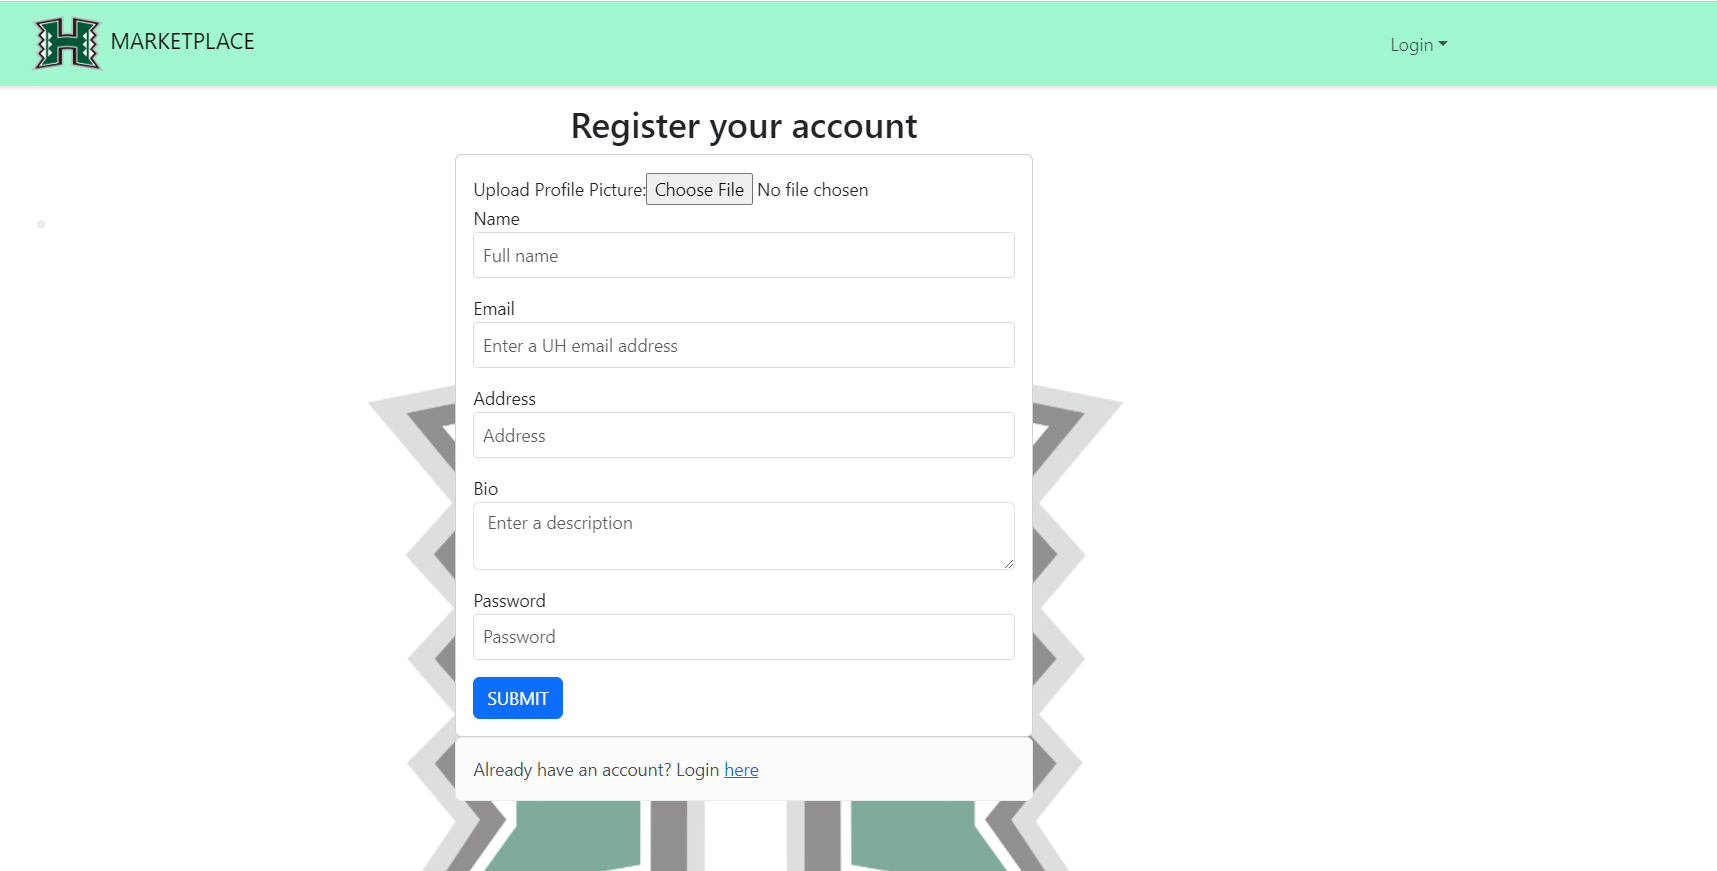 MARKETPLACE
Login
Register your account
Upload Profile Picture: Choose File No file chosen
Name
Full name
Email
Enter a UH email address
Address
Address
Bio
Enter a description
Password
Password
SUBMIT
Already have an account? Login here